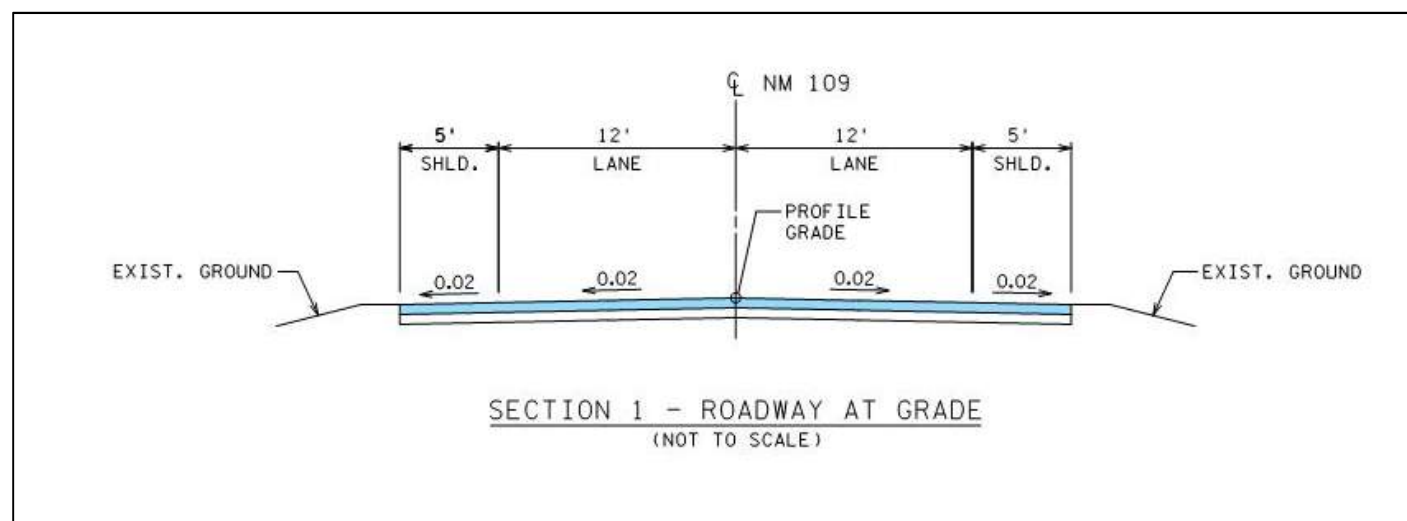 ℄ NM 109
5' 12' 12' 5'
SHLD. LANE LANE SHLD.
PROFILE
GRADE
EXIST. GROUND 0.02 0.02 0.02 0.02 EXIST. GROUND
SECTION 1 - ROADWAY AT GRADE
(NOT TO SCALE)